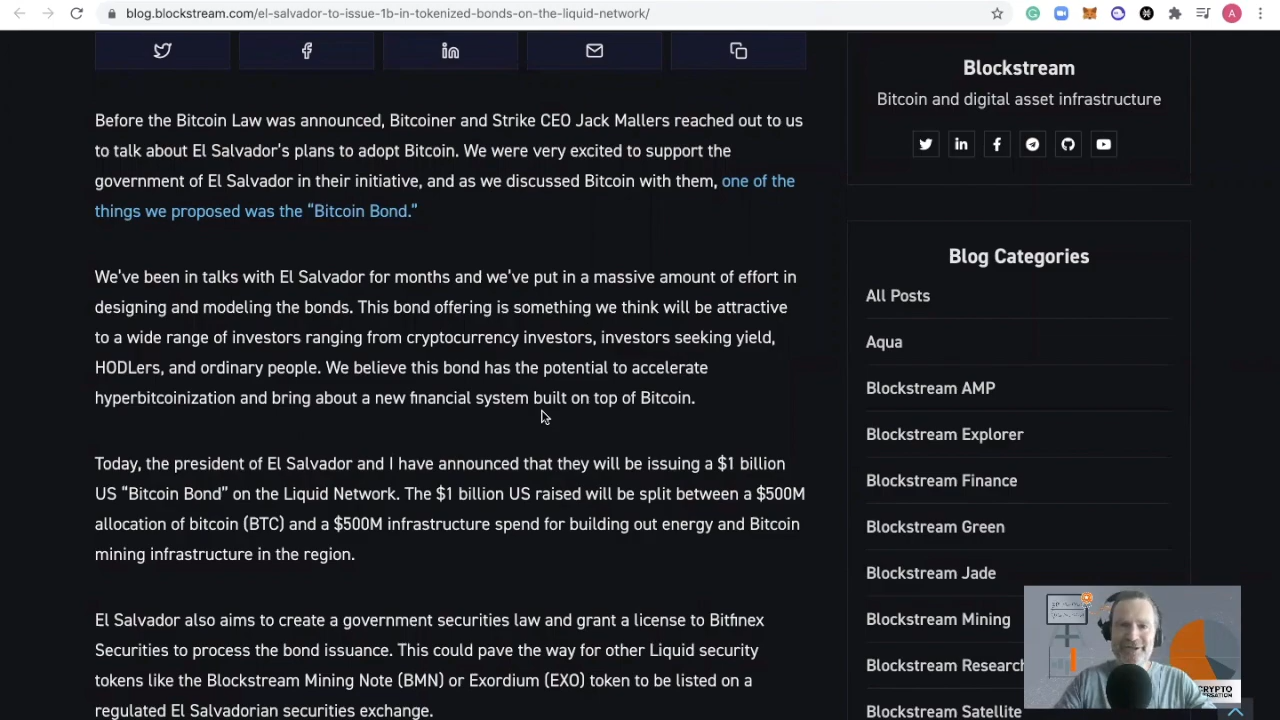 blog.blockstream.com/el-salvador-to-issue-1b-in-tokenized-bonds-on-the-liquid-network/
A
Before the Bitcoin Law was announced, Bitcoiner and Strike CEO Jack Mallers reached out to us
to talk about El Salvador's plans to adopt Bitcoin. We were very excited to support the
government of El Salvador in their initiative, and as we discussed Bitcoin with them, one of the
things we proposed was the “Bitcoin Bond.”
We've been in talks with El Salvador for months and we've put in a massive amount of effort in
designing and modeling the bonds. This bond offering is something we think will be attractive
to a wide range of investors ranging from cryptocurrency investors, investors seeking yield,
HODLers, and ordinary people. We believe this bond has the potential to accelerate
hyperbitcoinization and bring about a new financial system built on top of Bitcoin.
Today, the president of El Salvador and I have announced that they will be issuing a $1 billion
US “Bitcoin Bond” on the Liquid Network. The $1 billion US raised will be split between a $500M
allocation of bitcoin (BTC) and a $500M infrastructure spend for building out energy and Bitcoin
mining infrastructure in the region.
El Salvador also aims to create a government securities law and grant a license to Bitfinex
Securities to process the bond issuance. This could pave the way for other Liquid security
tokens like the Blockstream Mining Note (BMN) or Exordium (EXO) token to be listed on a
regulated El Salvadorian securities exchange.
Blockstream
Bitcoin and digital asset infrastructure
Blog Categories
All Posts
Aqua
Blockstream AMP
Blockstream Explorer
Blockstream Finance
Blockstream Green
Blockstream Jade
Blockstream Mining
Blockstream Research
Blockstream Satellite
CRYPTO